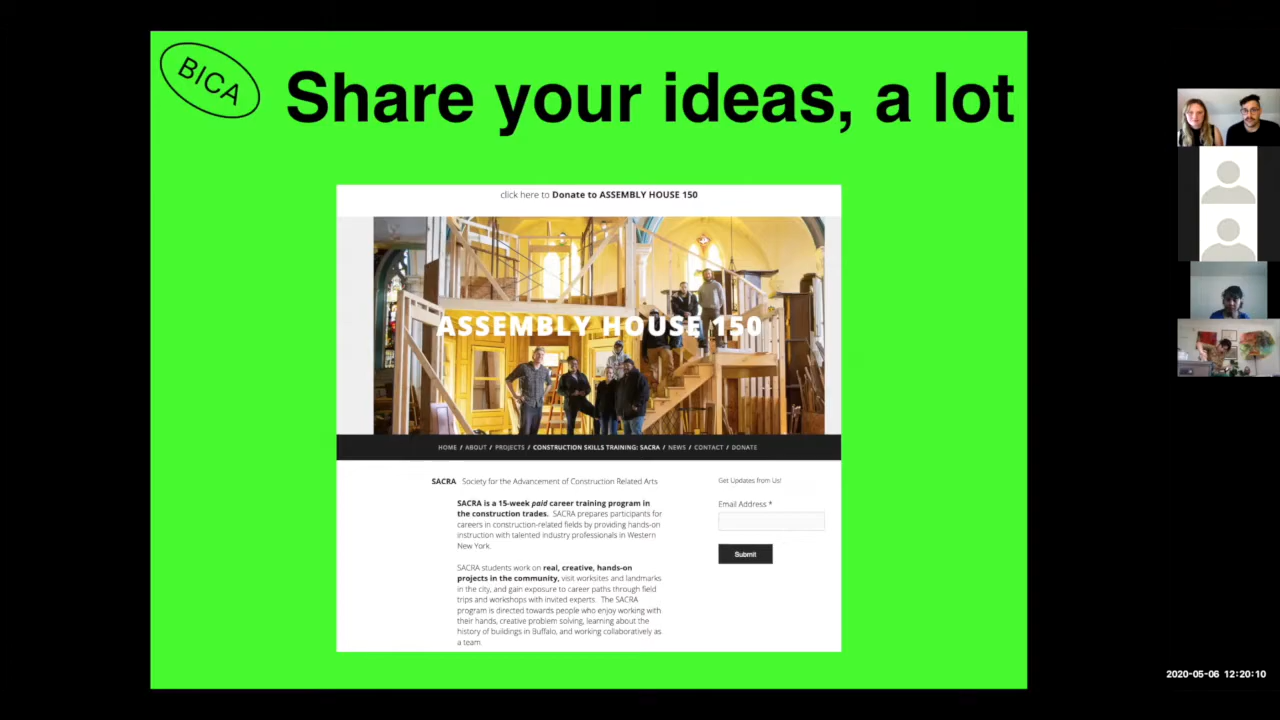 BICA
Share your ideas, a lot
click here to Donate to ASSEMBLY HOUSE 150
ASSEMBLY HOUSE 150
HOME / ABOUT / PROJECTS / CONSTRUCTION SKILLS TRAINING: SACRA / NEWS / CONTACT / DONATE
SACRA Society for the Advancement of Construction Related Arts
SACRA is a 15-week paid career training program in
the construction trades. SACRA prepares participants for
careers in construction-related fields by providing hands-on
instruction with talented industry professionals in Western
New York.
SACRA students work on real, creative, hands-on
projects in the community, visit worksites and landmarks
in the city, and gain exposure to career paths through field
trips and workshops with invited experts. The SACRA
program is directed towards people who enjoy working with
their hands, creative problem solving, learning about the
history of buildings in Buffalo, and working collaboratively as
a team
Get Updates from Us!
Email Address *
Submit
2020-05-06 12:20:10